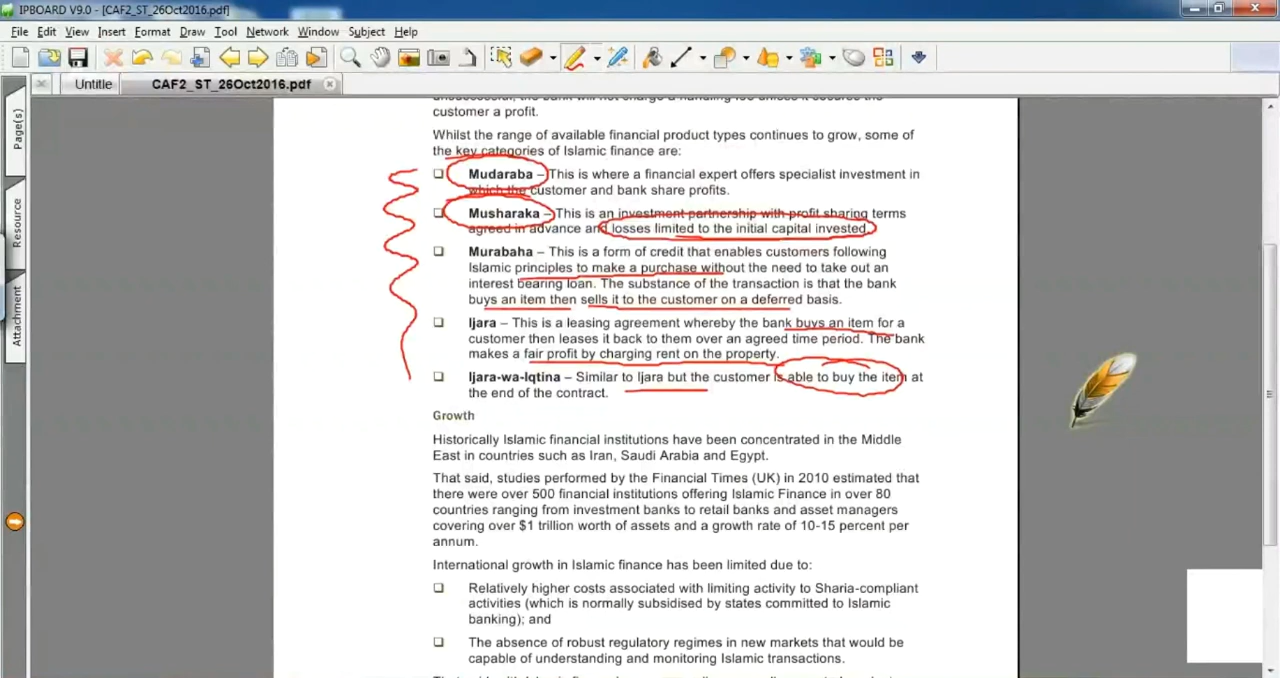 IPBOARD V9.0 - [CAF2_ST_26Oct2016.pdf]
File Edit View Insert Format Draw Tool Network Window Subject Help
Untitle CAF2_ST_26Oct2016.pdf
Page(s)
Resource
Attachment
customer a profit.
Whilst the range of available financial product types continues to grow, some of
the key categories of Islamic finance are:
Mudaraba – This is where a financial expert offers specialist investment in
which the customer and bank share profits.
Musharaka – This is an investment partnership with profit sharing terms
agreed in advance and losses limited to the initial capital invested.
Murabaha – This is a form of credit that enables customers following
Islamic principles to make a purchase without the need to take out an
interest bearing loan. The substance of the transaction is that the bank
buys an item then sells it to the customer on a deferred basis.
Ijara – This is a leasing agreement whereby the bank buys an item for a
customer then leases it back to them over an agreed time period. The bank
makes a fair profit by charging rent on the property.
Ijara-wa-Iqtina – Similar to Ijara but the customer is able to buy the item at
the end of the contract.
Growth
Historically Islamic financial institutions have been concentrated in the Middle
East in countries such as Iran, Saudi Arabia and Egypt.
That said, studies performed by the Financial Times (UK) in 2010 estimated that
there were over 500 financial institutions offering Islamic Finance in over 80
countries ranging from investment banks to retail banks and asset managers
covering over $1 trillion worth of assets and a growth rate of 10-15 percent per
annum.
International growth in Islamic finance has been limited due to:
Relatively higher costs associated with limiting activity to Sharia-compliant
activities (which is normally subsidised by states committed to Islamic
banking); and
The absence of robust regulatory regimes in new markets that would be
capable of understanding and monitoring Islamic transactions.